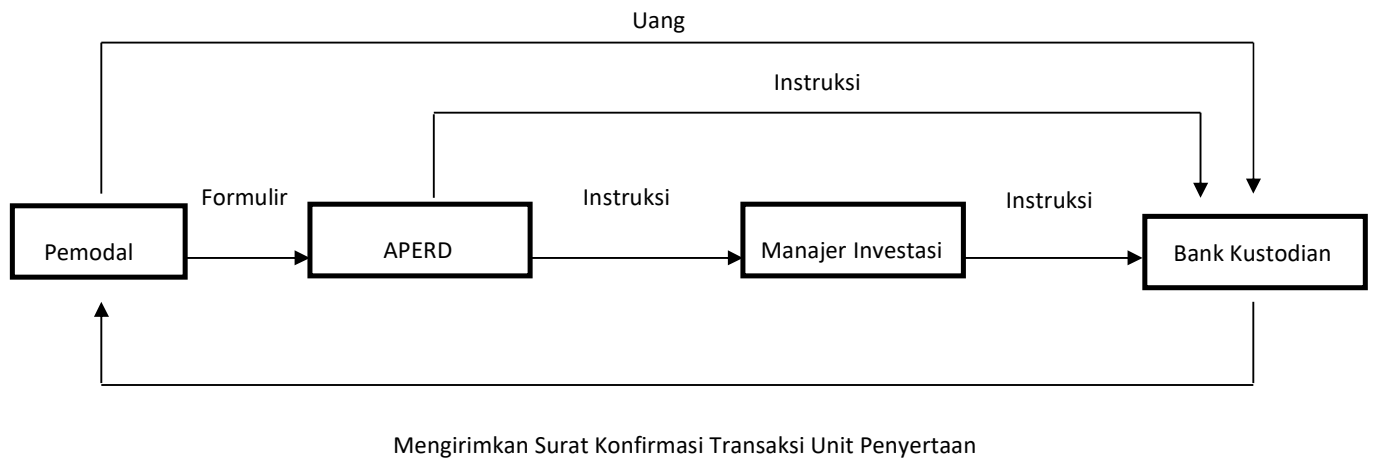 Uang
Instruksi
Formulir
Instruksi
Instruksi
Pemodal
APERD
Manajer Investasi
Bank Kustodian
Mengirimkan Surat Konfirmasi Transaksi Unit Penyertaan